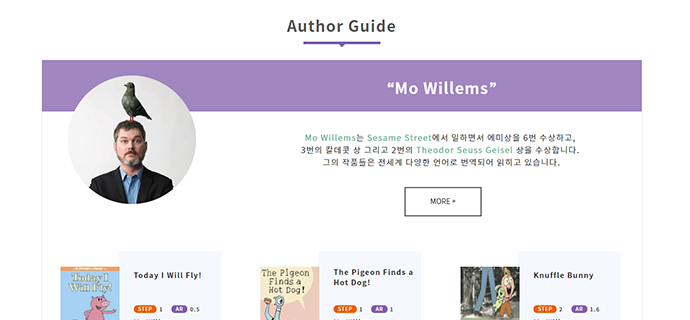 Author Guide
“Mo Willems”
Mo Willems는 Sesame Street에서 일하면서 에미상을 6번 수상하고,
3번의 칼데콧 상 그리고 2번의 Theodor Seuss Geisel 상을 수상합니다.
그의 작품들은 전세계 다양한 언어로 번역되어 읽히고 있습니다.
MORE +
Today I
Will Fly!
Today I Will Fly!
STEP 1 AR 0.5
The Pigeon
Finds a
Hot Dog!
The Pigeon Finds a
Hot Dog!
STEP 1 AR 1
Knuffle Bunny
STEP 2 AR 1.6